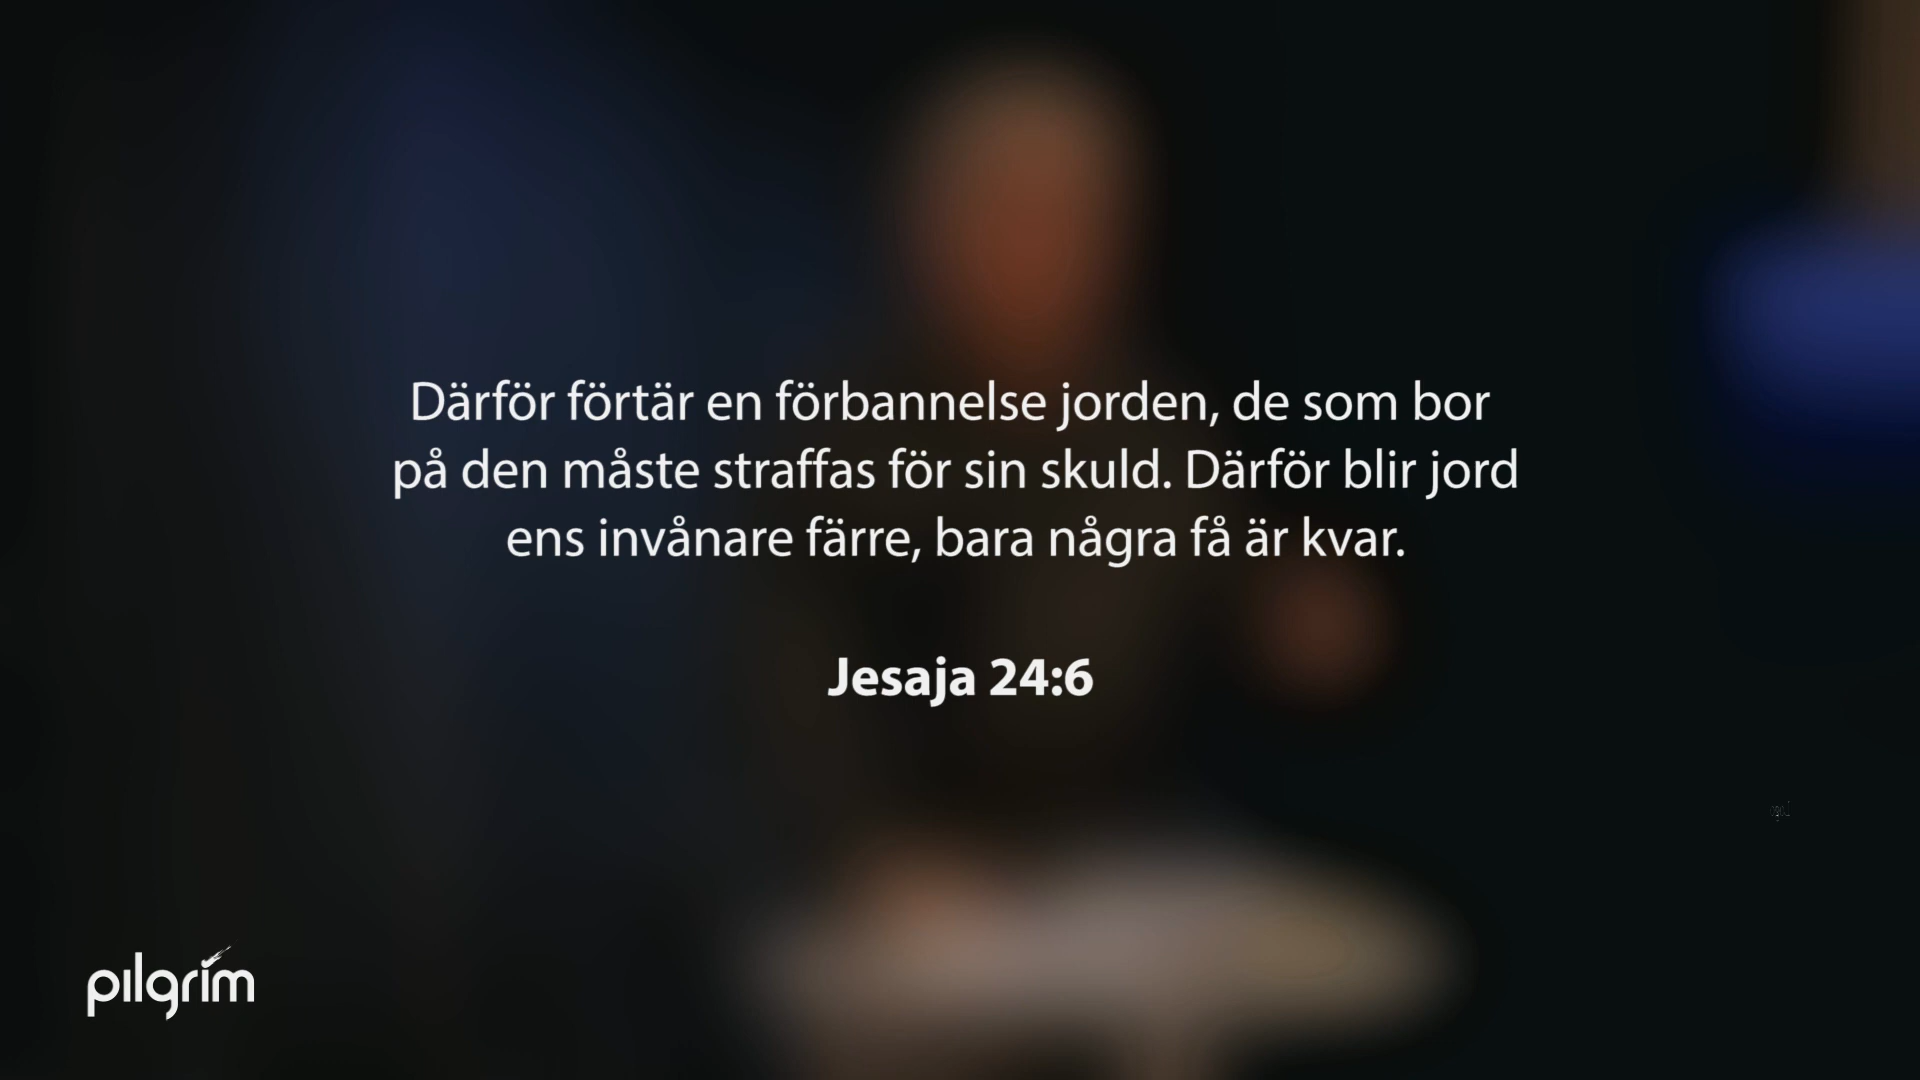 Därför förtär en förbannelse jorden, de som bor
på den måste straffas för sin skuld. Därför blir jord
ens invånare färre, bara några få är kvar.
Jesaja 24:6
pilgrim